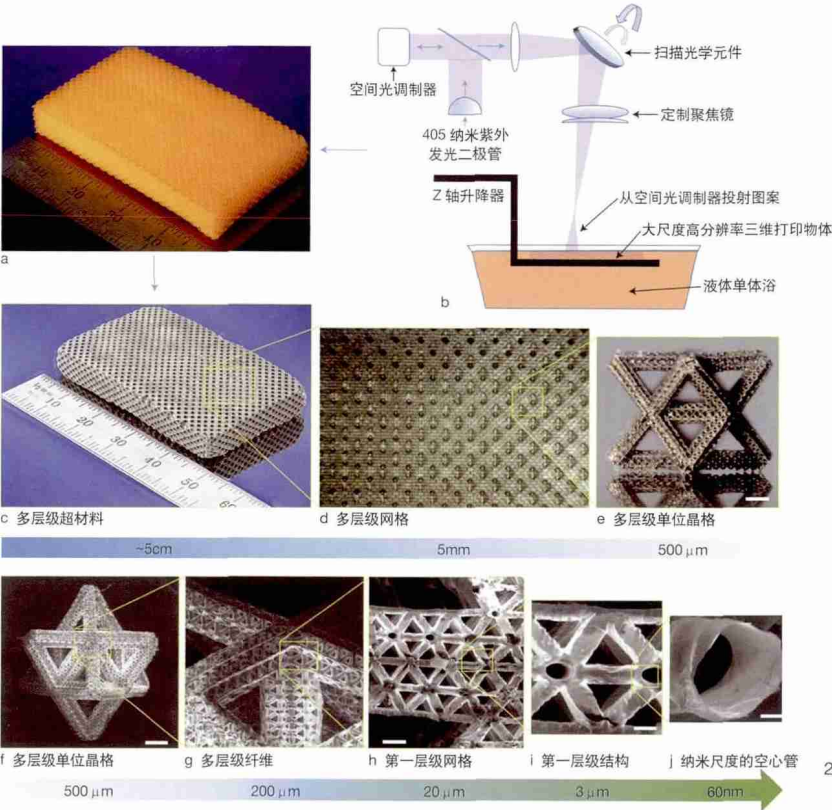 空间光调制器
405 纳米紫外
发光二极管
扫描光学元件
定制聚焦镜
Z 轴升降器
从空间光调制器投射图案
大尺度高分辨率三维打印物体
液体单体浴
a
b
10
20
30
40
50
c 多层级超材料
d 多层级网格
e 多层级单位晶格
~5cm
5mm
500 μm
f 多层级单位晶格
g 多层级纤维
h 第一层级网格
i 第一层级结构
j 纳米尺度的空心管
2
500 μm
200 μm
20 μm
3 μm
60nm